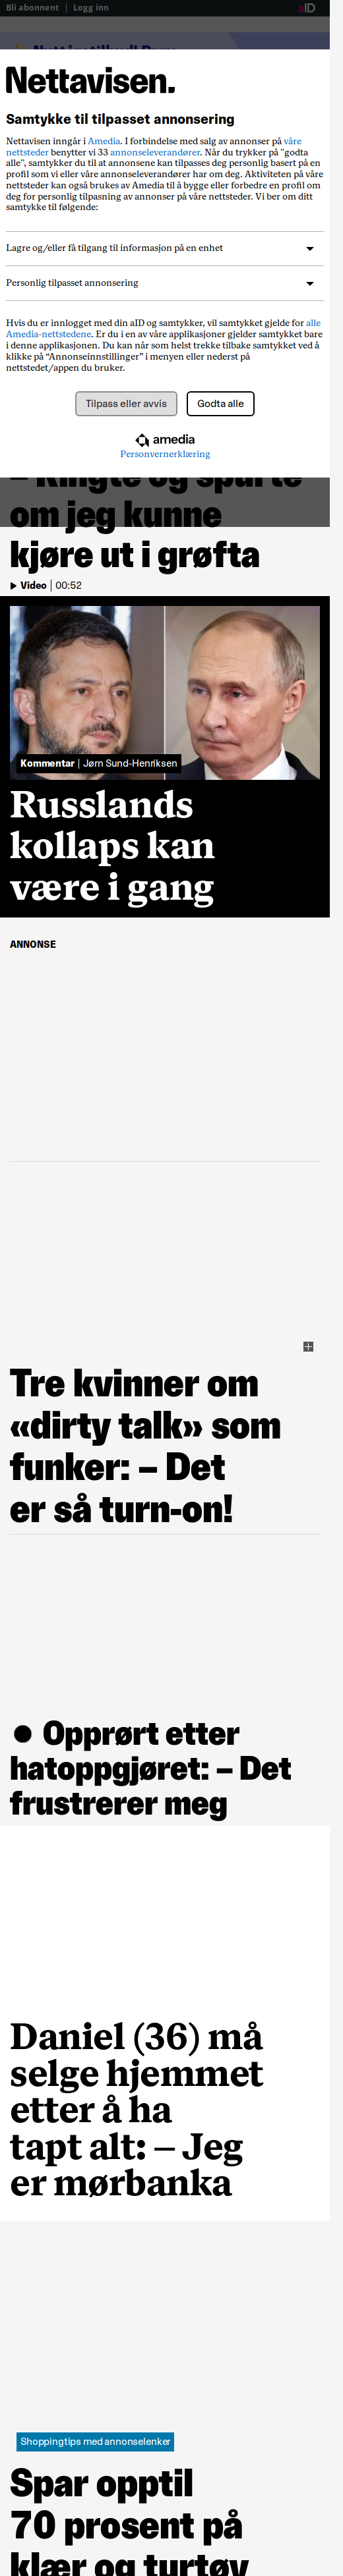 Bli abonnent | Logg inn
aID
Nettavisen.
Samtykke til tilpasset annonsering
Nettavisen inngår i Amedia. I forbindelse med salg av annonser på våre
nettsteder benytter vi 33 annonseleverandører. Når du trykker på "godta
alle", samtykker du til at annonsene kan tilpasses deg personlig basert på en
profil som vi eller våre annonseleverandører har om deg. Aktiviteten på våre
nettsteder kan også brukes av Amedia til å bygge eller forbedre en profil om
deg for personlig tilpasning av annonser på våre nettsteder. Vi ber om ditt
samtykke til følgende:
Lagre og/eller få tilgang til informasjon på en enhet
Personlig tilpasset annonsering
Hvis du er innlogget med din aID og samtykker, vil samtykket gjelde for alle
Amedia-nettstedene. Er du i en av våre applikasjoner gjelder samtykket bare
i denne applikasjonen. Du kan når som helst trekke tilbake samtykket ved å
klikke på “Annonseinnstillinger” i menyen eller nederst på
nettstedet/appen du bruker.
Tilpass eller avvis
Godta alle
amedia
Personvernerklæring
– Ringte og spurte
om jeg kunne
kjøre ut i grøfta
Video | 00:52
Kommentar | Jørn Sund-Henriksen
Russlands
kollaps kan
være i gang
ANNONSE
Tre kvinner om
«dirty talk» som
funker: – Det
er så turn-on!
● Opprørt etter
hatoppgjøret: – Det
frustrerer meg
Daniel (36) må
selge hjemmet
etter å ha
tapt alt: – Jeg
er mørbanka
Shoppingtips med annonselenker
Spar opptil
70 prosent på
klær og turtøy